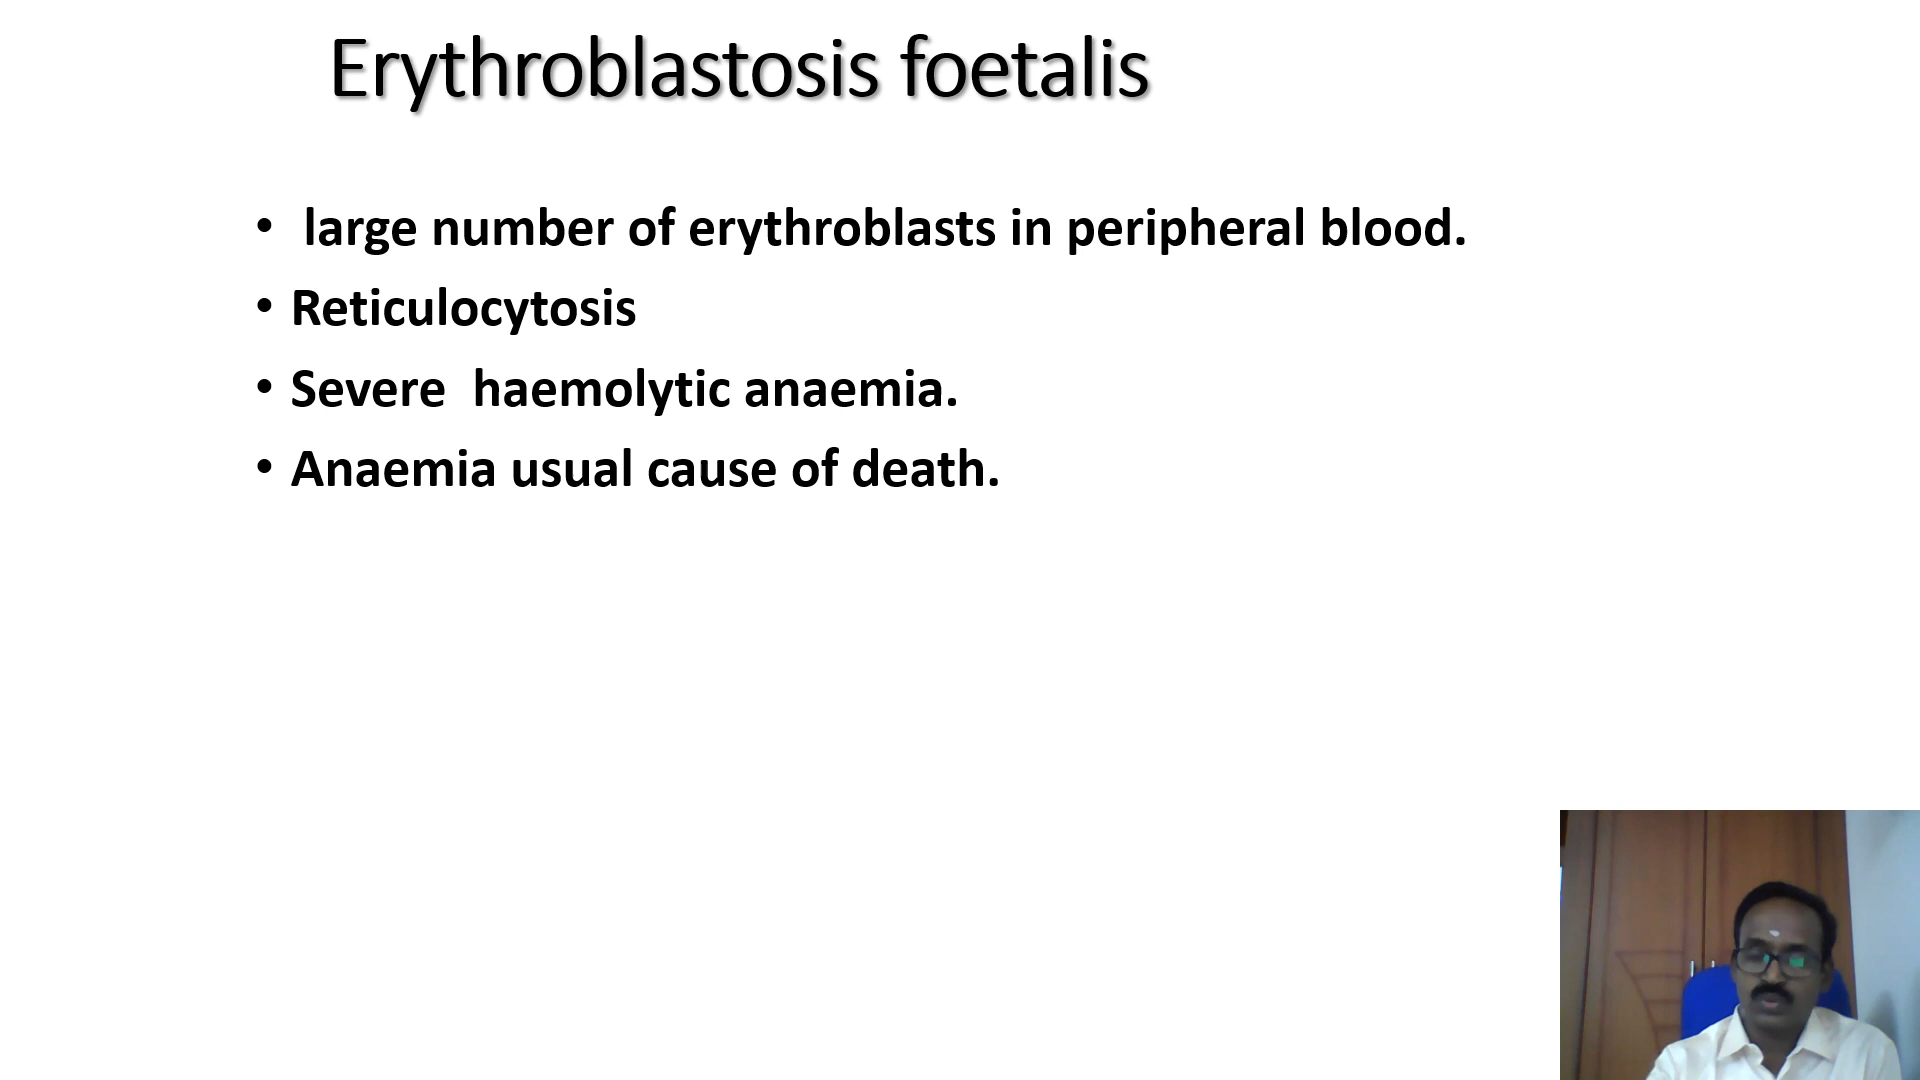 Erythroblastosis foetalis
• large number of erythroblasts in peripheral blood.
• Reticulocytosis
• Severe haemolytic anaemia.
• Anaemia usual cause of death.